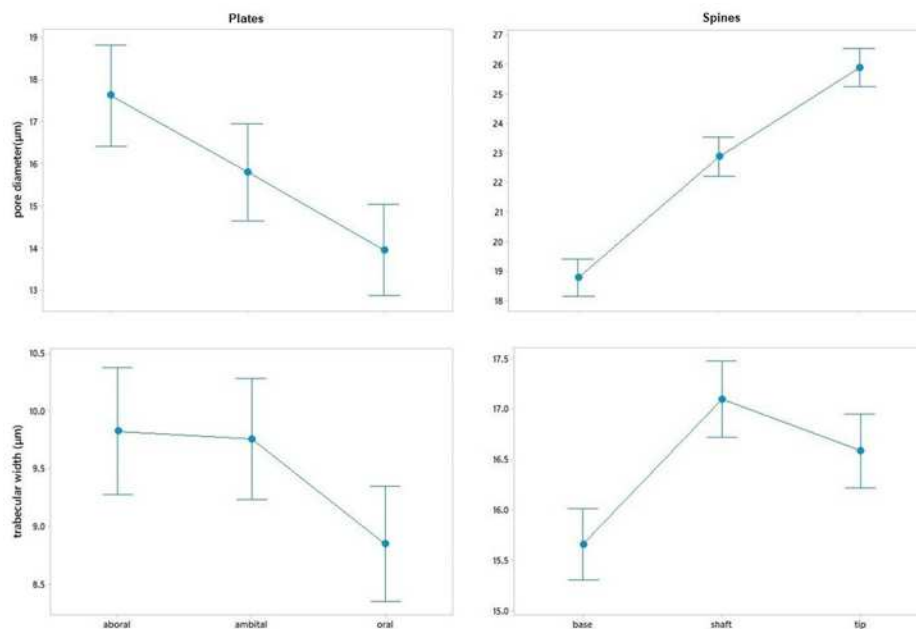 Plates
Spines
pore diameter(µm)
19
18
17
16
15
14
13
27
26
25
24
23
22
21
20
19
18
trabecular width (µm)
10.5
10.0
9.5
9.0
8.5
17.5
17.0
16.5
16.0
15.5
15.0
aboral
ambital
oral
base
shaft
tip